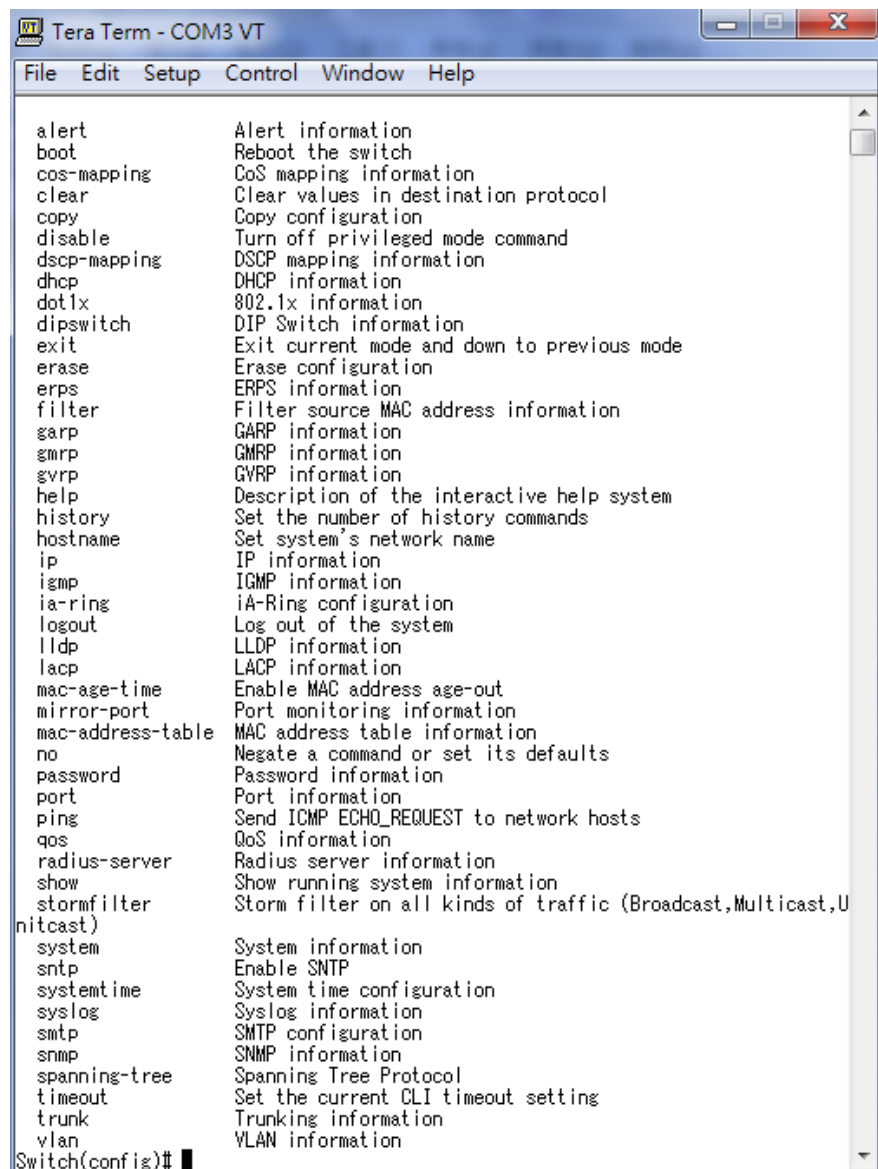 Tera Term - COM3 VT
File Edit Setup Control Window Help
alert Alert information
boot Reboot the switch
cos-mapping CoS mapping information
clear Clear values in destination protocol
copy Copy configuration
disable Turn off privileged mode command
dscp-mapping DSCP mapping information
dhcp DHCP information
dot1x 802.1x information
dipswitch DIP Switch information
exit Exit current mode and down to previous mode
erase Erase configuration
erps ERPS information
filter Filter source MAC address information
garp GARP information
gmrp GMRP information
gvrp GVRP information
help Description of the interactive help system
history Set the number of history commands
hostname Set system's network name
ip IP information
igmp IGMP information
ia-ring iA-Ring configuration
logout Log out of the system
lldp LLDP information
lacp LACP information
mac-age-time Enable MAC address age-out
mirror-port Port monitoring information
mac-address-table MAC address table information
no Negate a command or set its defaults
password Password information
port Port information
ping Send ICMP ECHO_REQUEST to network hosts
qos QoS information
radius-server Radius server information
show Show running system information
stormfilter Storm filter on all kinds of traffic (Broadcast,Multicast,U
nitcast)
system System information
sntp Enable SNTP
systemtime System time configuration
syslog Syslog information
smtp SMTP configuration
snmp SNMP information
spanning-tree Spanning Tree Protocol
timeout Set the current CLI timeout setting
trunk Trunking information
vlan VLAN information
Switch(config)#